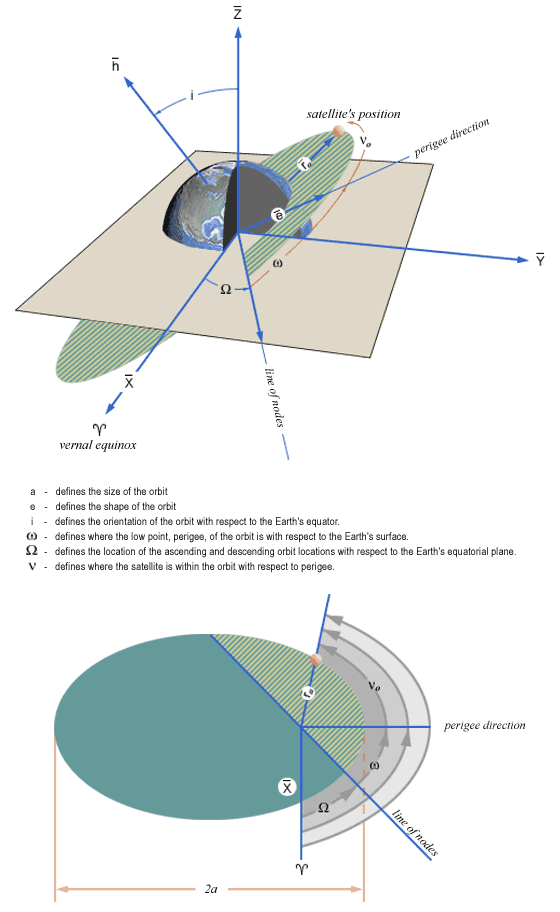 Z̅
h̅
i
satellite's position
νₒ
perigee direction
r̅ₒ
e̅
Y̅
ω
Ω
X̅
line of nodes
♈
vernal equinox
a - defines the size of the orbit
e - defines the shape of the orbit
i - defines the orientation of the orbit with respect to the Earth's equator.
ω - defines where the low point, perigee, of the orbit is with respect to the Earth's surface.
Ω - defines the location of the ascending and descending orbit locations with respect to the Earth's equatorial plane.
ν - defines where the satellite is within the orbit with respect to perigee.
νₒ
r̅ₒ
perigee direction
ω
X̅
Ω
line of nodes
♈
2a